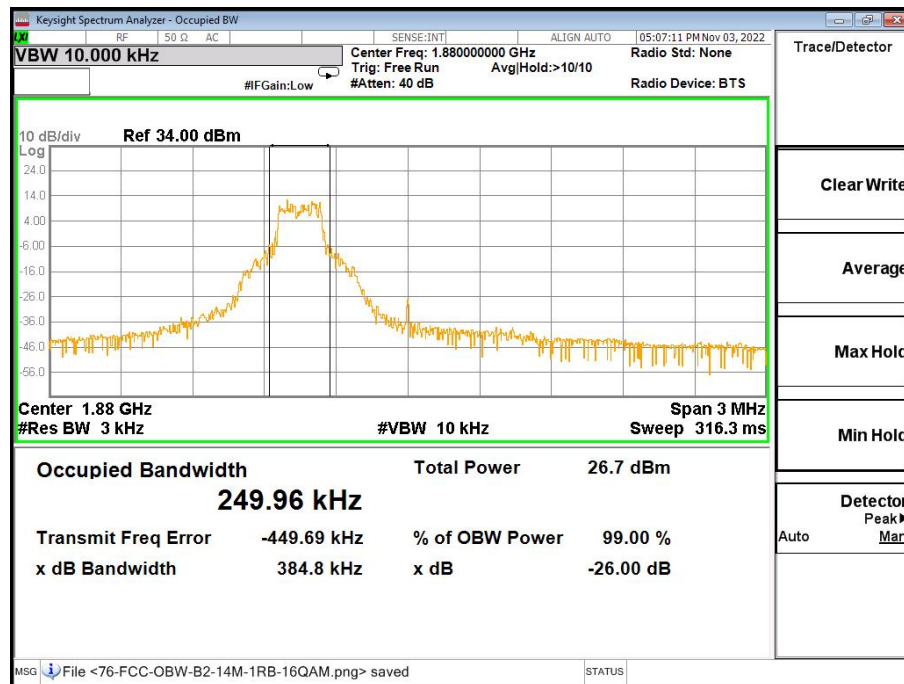 Keysight Spectrum Analyzer - Occupied BW
LXI RF 50 Ω AC SENSE:INT ALIGN AUTO 05:07:11 PM Nov 03, 2022
VBW 10.000 kHz
Center Freq: 1.880000000 GHz Radio Std: None
Trig: Free Run Avg|Hold:>10/10
#IFGain:Low #Atten: 40 dB Radio Device: BTS
10 dB/div Ref 34.00 dBm
Log
24.0
14.0
4.00
-6.00
-16.0
-26.0
-36.0
-46.0
-56.0
Center 1.88 GHz Span 3 MHz
#Res BW 3 kHz #VBW 10 kHz Sweep 316.3 ms
Occupied Bandwidth Total Power 26.7 dBm
249.96 kHz
Transmit Freq Error -449.69 kHz % of OBW Power 99.00 %
x dB Bandwidth 384.8 kHz x dB -26.00 dB
MSG File <76-FCC-OBW-B2-14M-1RB-16QAM.png> saved STATUS
Trace/Detector
Clear Write
Average
Max Hold
Min Hold
Detector
Peak
Auto Man